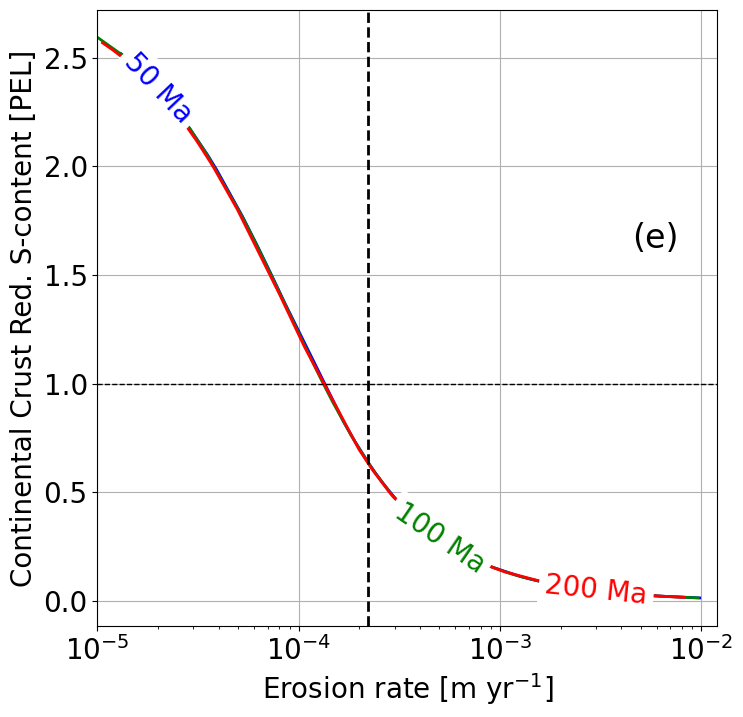 Continental Crust Red. S-content [PEL]
2.5
2.0
1.5
1.0
0.5
0.0
50 Ma
(e)
100 Ma
200 Ma
10⁻⁵
10⁻⁴
10⁻³
10⁻²
Erosion rate [m yr⁻¹]